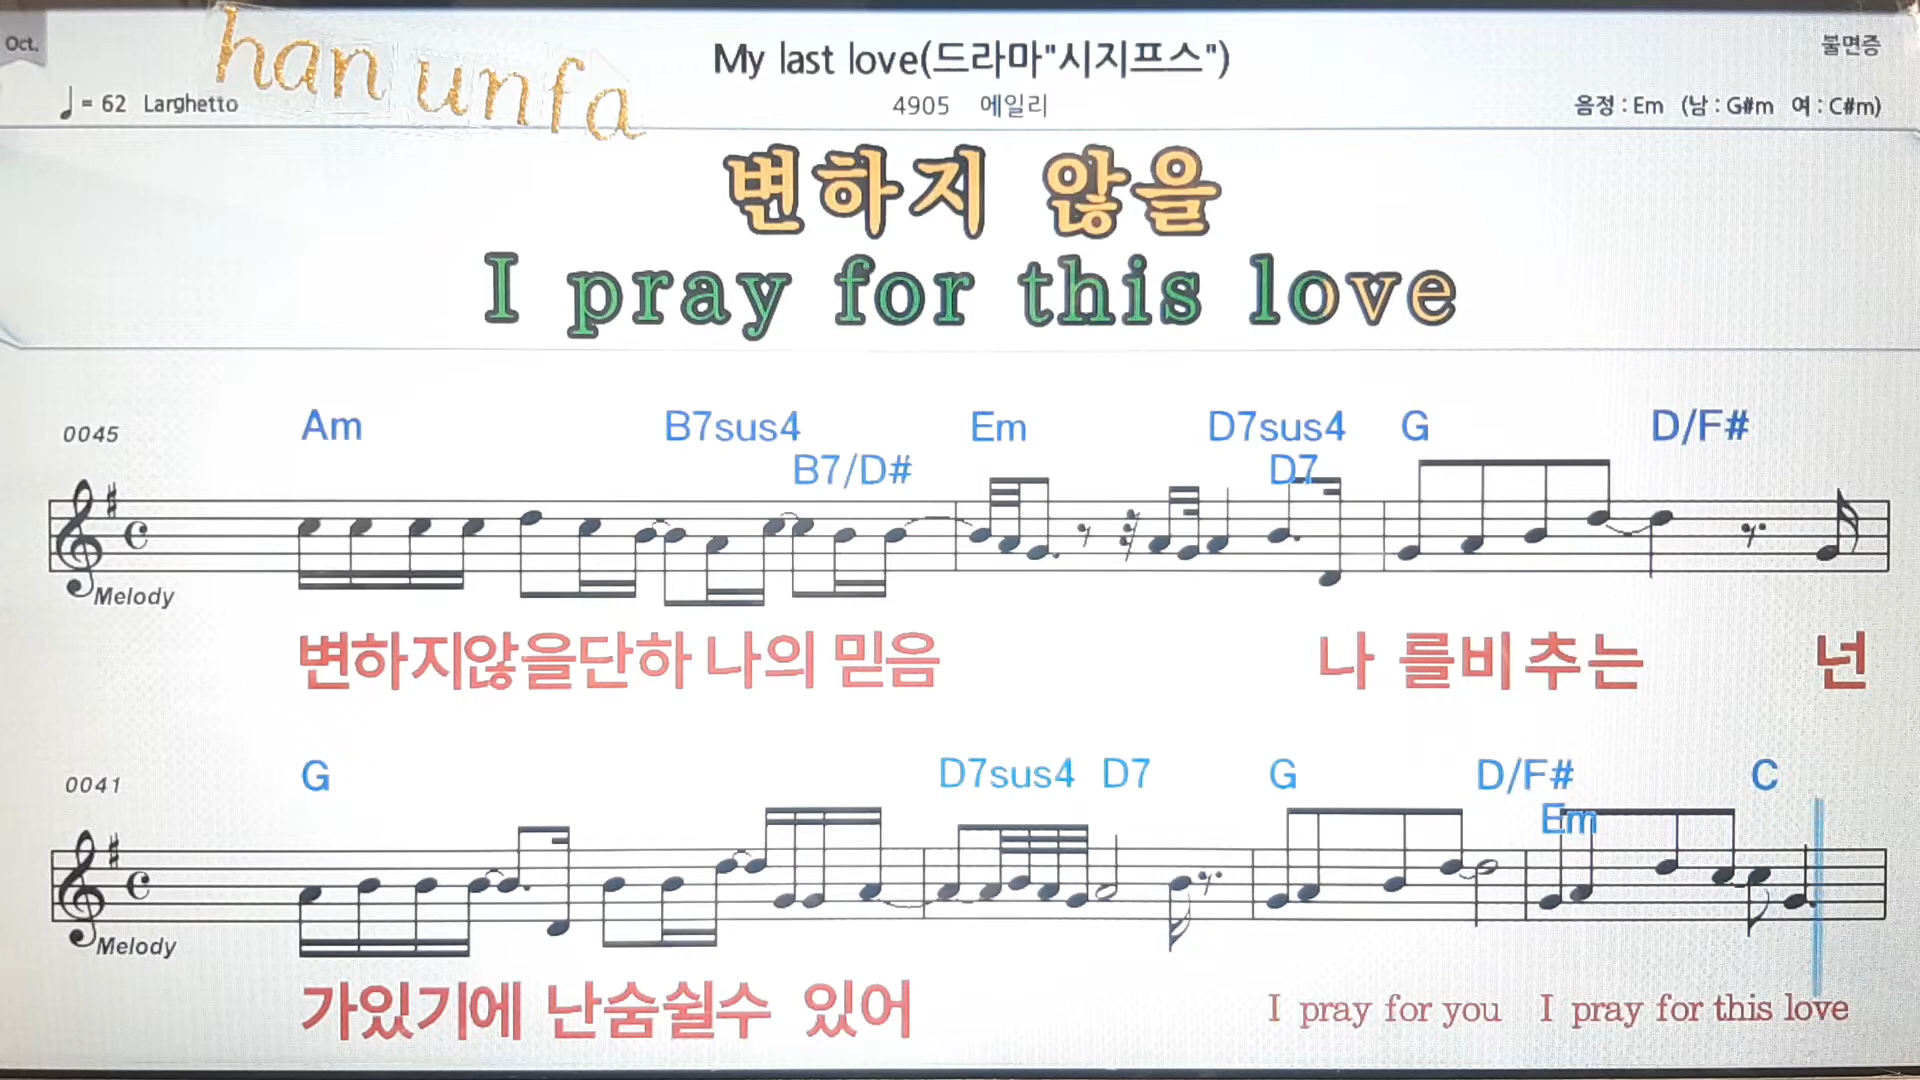 Oct.
han unfa
My last love(드라마"시지프스")
불면증
♩= 62 Larghetto
4905 에일리
음정 : Em (남 : G#m 여 : C#m)
변하지 않을
I pray for this love
0045
Am B7sus4 Em D7sus4 G D/F#
B7/D# D7
Melody
변하지않을단하 나의 믿음 나 를비추는 넌
0041
G D7sus4 D7 G D/F# C
Em
Melody
가있기에 난숨쉴수 있어 I pray for you I pray for this love